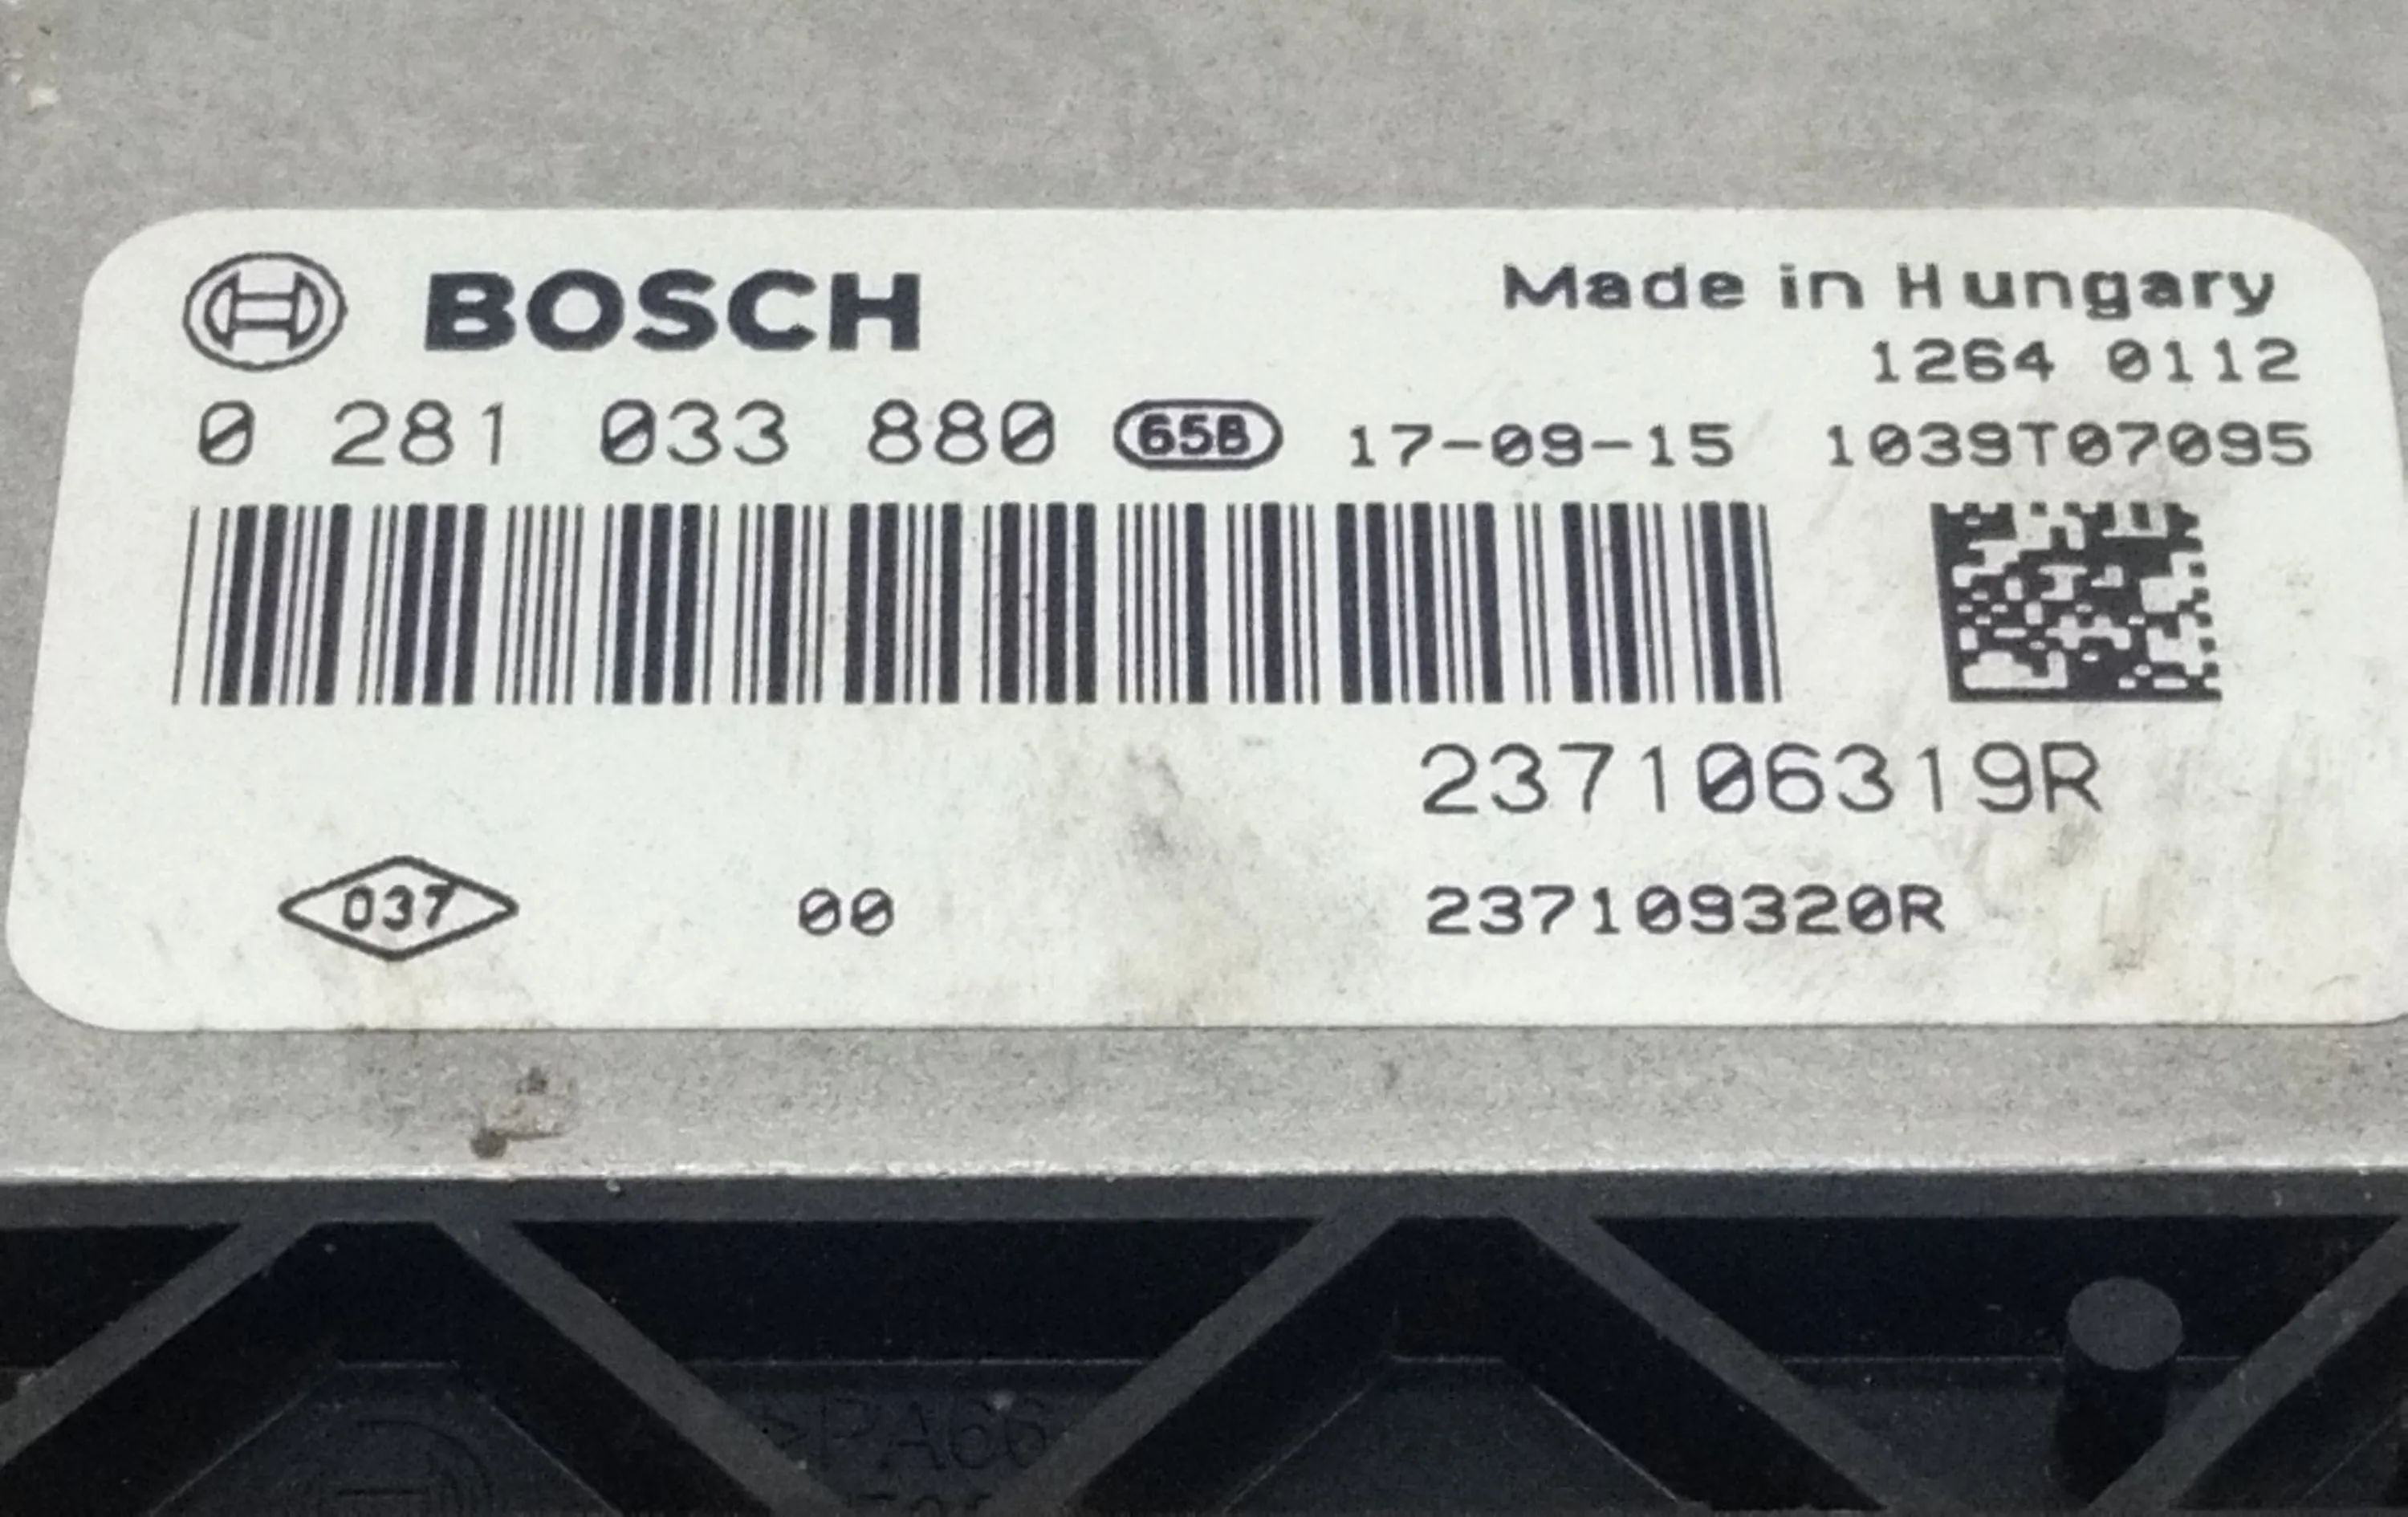 BOSCH
Made in Hungary
1264 0112
0 281 033 880 65B 17-09-15 1039T07095
237106319R
037 00 237109320R
>PA66